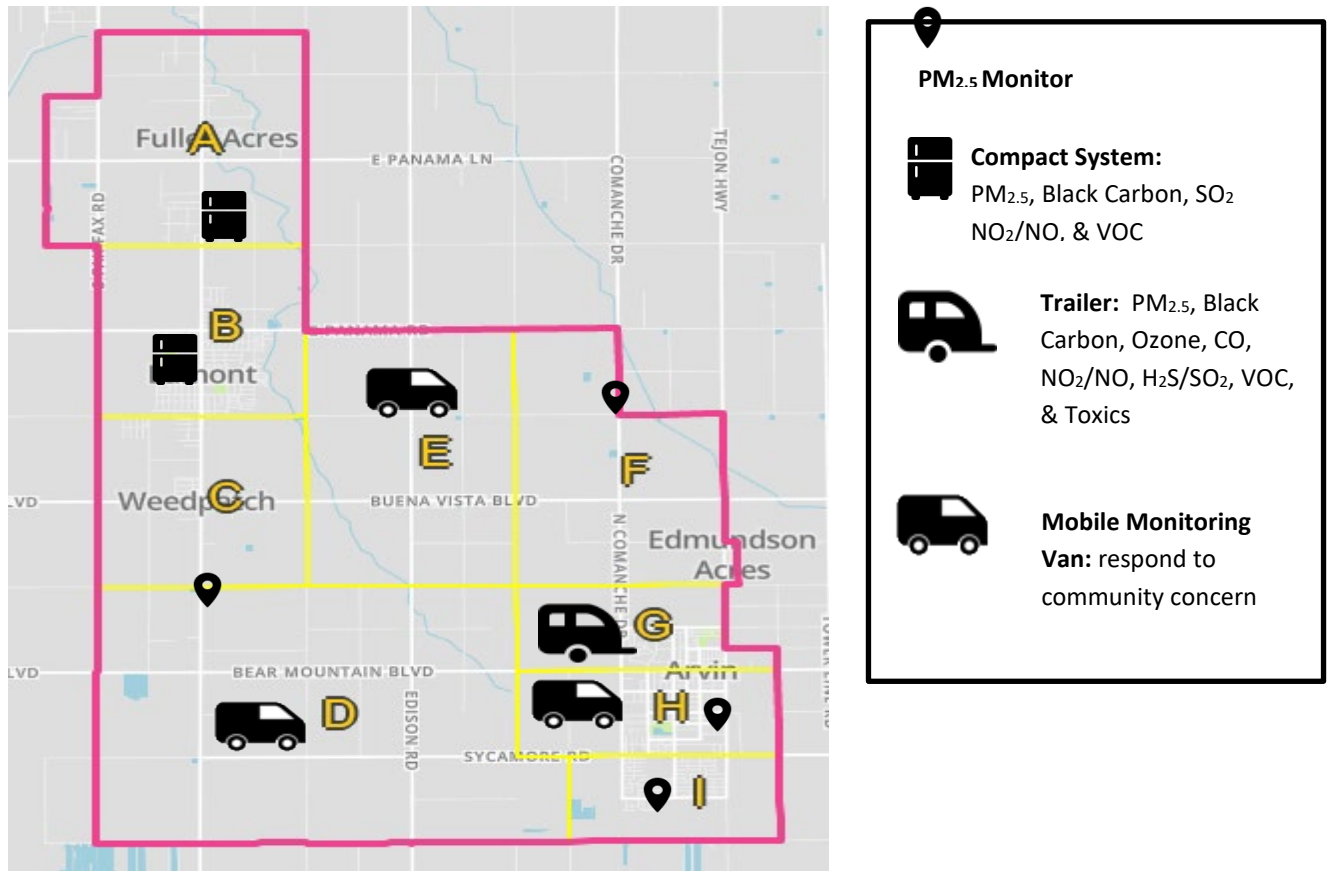 Fuller Acres
A
E PANAMA LN
COMANCHE DR
TEJON HWY
B
E PANAMA RD
E
F
C
Weedpatch
LVD
BUENA VISTA BLVD
N COMANCHE DR
Edmundson
Acres
G
Arvin
LVD
BEAR MOUNTAIN BLVD
D
EDISON RD
H
SYCAMORE RD
I
PM2.5 Monitor
Compact System:
PM2.5, Black Carbon, SO2
NO2/NO, & VOC
Trailer: PM2.5, Black
Carbon, Ozone, CO,
NO2/NO, H2S/SO2, VOC,
& Toxics
Mobile Monitoring
Van: respond to
community concern